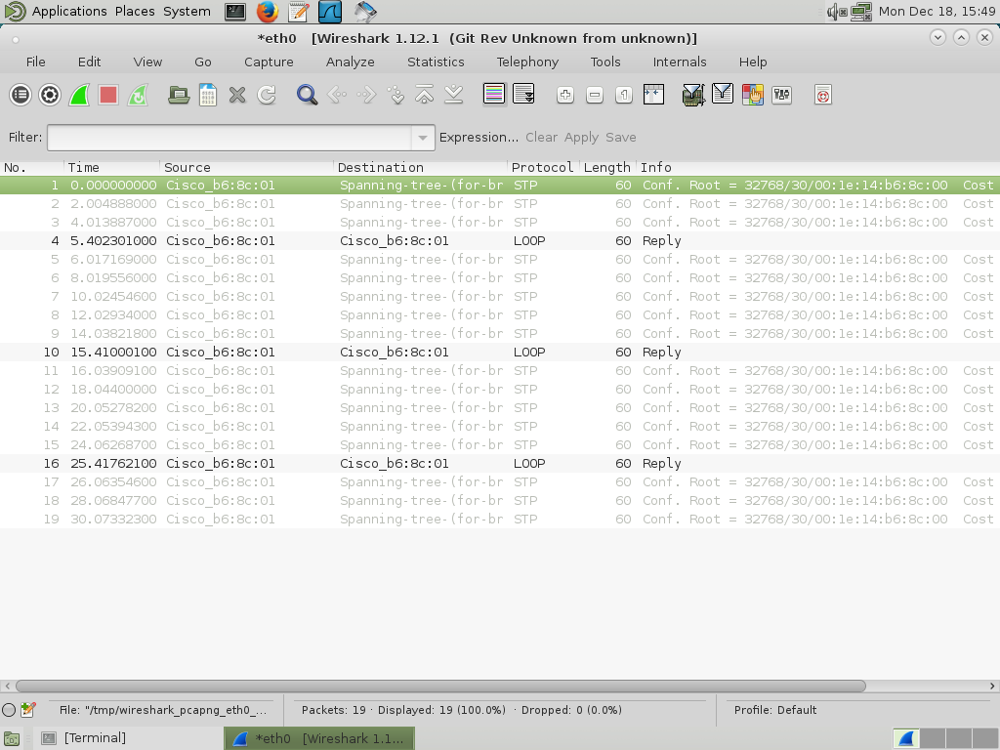 Applications Places System Mon Dec 18, 15:49
*eth0 [Wireshark 1.12.1 (Git Rev Unknown from unknown)]
File Edit View Go Capture Analyze Statistics Telephony Tools Internals Help
Filter: Expression... Clear Apply Save
No. Time Source Destination Protocol Length Info
1 0.000000000 Cisco_b6:8c:01 Spanning-tree-(for-br STP 60 Conf. Root = 32768/30/00:1e:14:b6:8c:00 Cost
2 2.004888000 Cisco_b6:8c:01 Spanning-tree-(for-br STP 60 Conf. Root = 32768/30/00:1e:14:b6:8c:00 Cost
3 4.013887000 Cisco_b6:8c:01 Spanning-tree-(for-br STP 60 Conf. Root = 32768/30/00:1e:14:b6:8c:00 Cost
4 5.402301000 Cisco_b6:8c:01 Cisco_b6:8c:01 LOOP 60 Reply
5 6.017169000 Cisco_b6:8c:01 Spanning-tree-(for-br STP 60 Conf. Root = 32768/30/00:1e:14:b6:8c:00 Cost
6 8.019556000 Cisco_b6:8c:01 Spanning-tree-(for-br STP 60 Conf. Root = 32768/30/00:1e:14:b6:8c:00 Cost
7 10.02454600 Cisco_b6:8c:01 Spanning-tree-(for-br STP 60 Conf. Root = 32768/30/00:1e:14:b6:8c:00 Cost
8 12.02934000 Cisco_b6:8c:01 Spanning-tree-(for-br STP 60 Conf. Root = 32768/30/00:1e:14:b6:8c:00 Cost
9 14.03821800 Cisco_b6:8c:01 Spanning-tree-(for-br STP 60 Conf. Root = 32768/30/00:1e:14:b6:8c:00 Cost
10 15.41000100 Cisco_b6:8c:01 Cisco_b6:8c:01 LOOP 60 Reply
11 16.03909100 Cisco_b6:8c:01 Spanning-tree-(for-br STP 60 Conf. Root = 32768/30/00:1e:14:b6:8c:00 Cost
12 18.04400000 Cisco_b6:8c:01 Spanning-tree-(for-br STP 60 Conf. Root = 32768/30/00:1e:14:b6:8c:00 Cost
13 20.05278200 Cisco_b6:8c:01 Spanning-tree-(for-br STP 60 Conf. Root = 32768/30/00:1e:14:b6:8c:00 Cost
14 22.05394300 Cisco_b6:8c:01 Spanning-tree-(for-br STP 60 Conf. Root = 32768/30/00:1e:14:b6:8c:00 Cost
15 24.06268700 Cisco_b6:8c:01 Spanning-tree-(for-br STP 60 Conf. Root = 32768/30/00:1e:14:b6:8c:00 Cost
16 25.41762100 Cisco_b6:8c:01 Cisco_b6:8c:01 LOOP 60 Reply
17 26.06354600 Cisco_b6:8c:01 Spanning-tree-(for-br STP 60 Conf. Root = 32768/30/00:1e:14:b6:8c:00 Cost
18 28.06847700 Cisco_b6:8c:01 Spanning-tree-(for-br STP 60 Conf. Root = 32768/30/00:1e:14:b6:8c:00 Cost
19 30.07332300 Cisco_b6:8c:01 Spanning-tree-(for-br STP 60 Conf. Root = 32768/30/00:1e:14:b6:8c:00 Cost
File: "/tmp/wireshark_pcapng_eth0_... Packets: 19 · Displayed: 19 (100.0%) · Dropped: 0 (0.0%) Profile: Default
[Terminal] *eth0 [Wireshark 1.1...